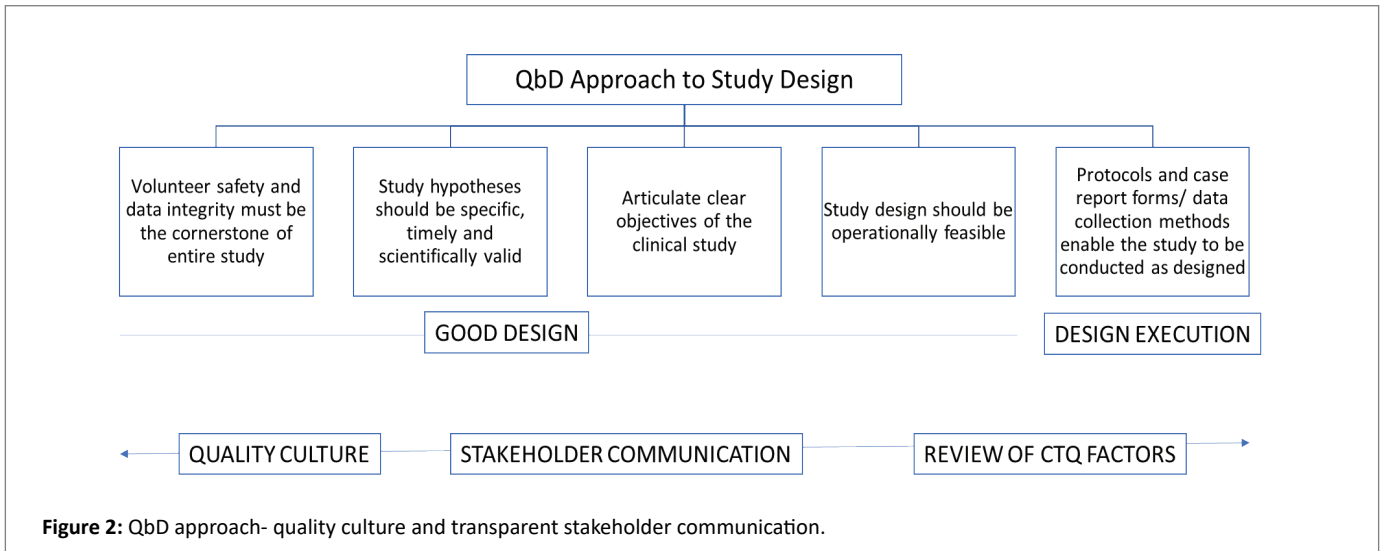 QbD Approach to Study Design
Volunteer safety and
data integrity must be
the cornerstone of
entire study
Study hypotheses
should be specific,
timely and
scientifically valid
Articulate clear
objectives of the
clinical study
Study design should be
operationally feasible
Protocols and case
report forms/ data
collection methods
enable the study to be
conducted as designed
GOOD DESIGN
DESIGN EXECUTION
QUALITY CULTURE
STAKEHOLDER COMMUNICATION
REVIEW OF CTQ FACTORS
Figure 2: QbD approach- quality culture and transparent stakeholder communication.